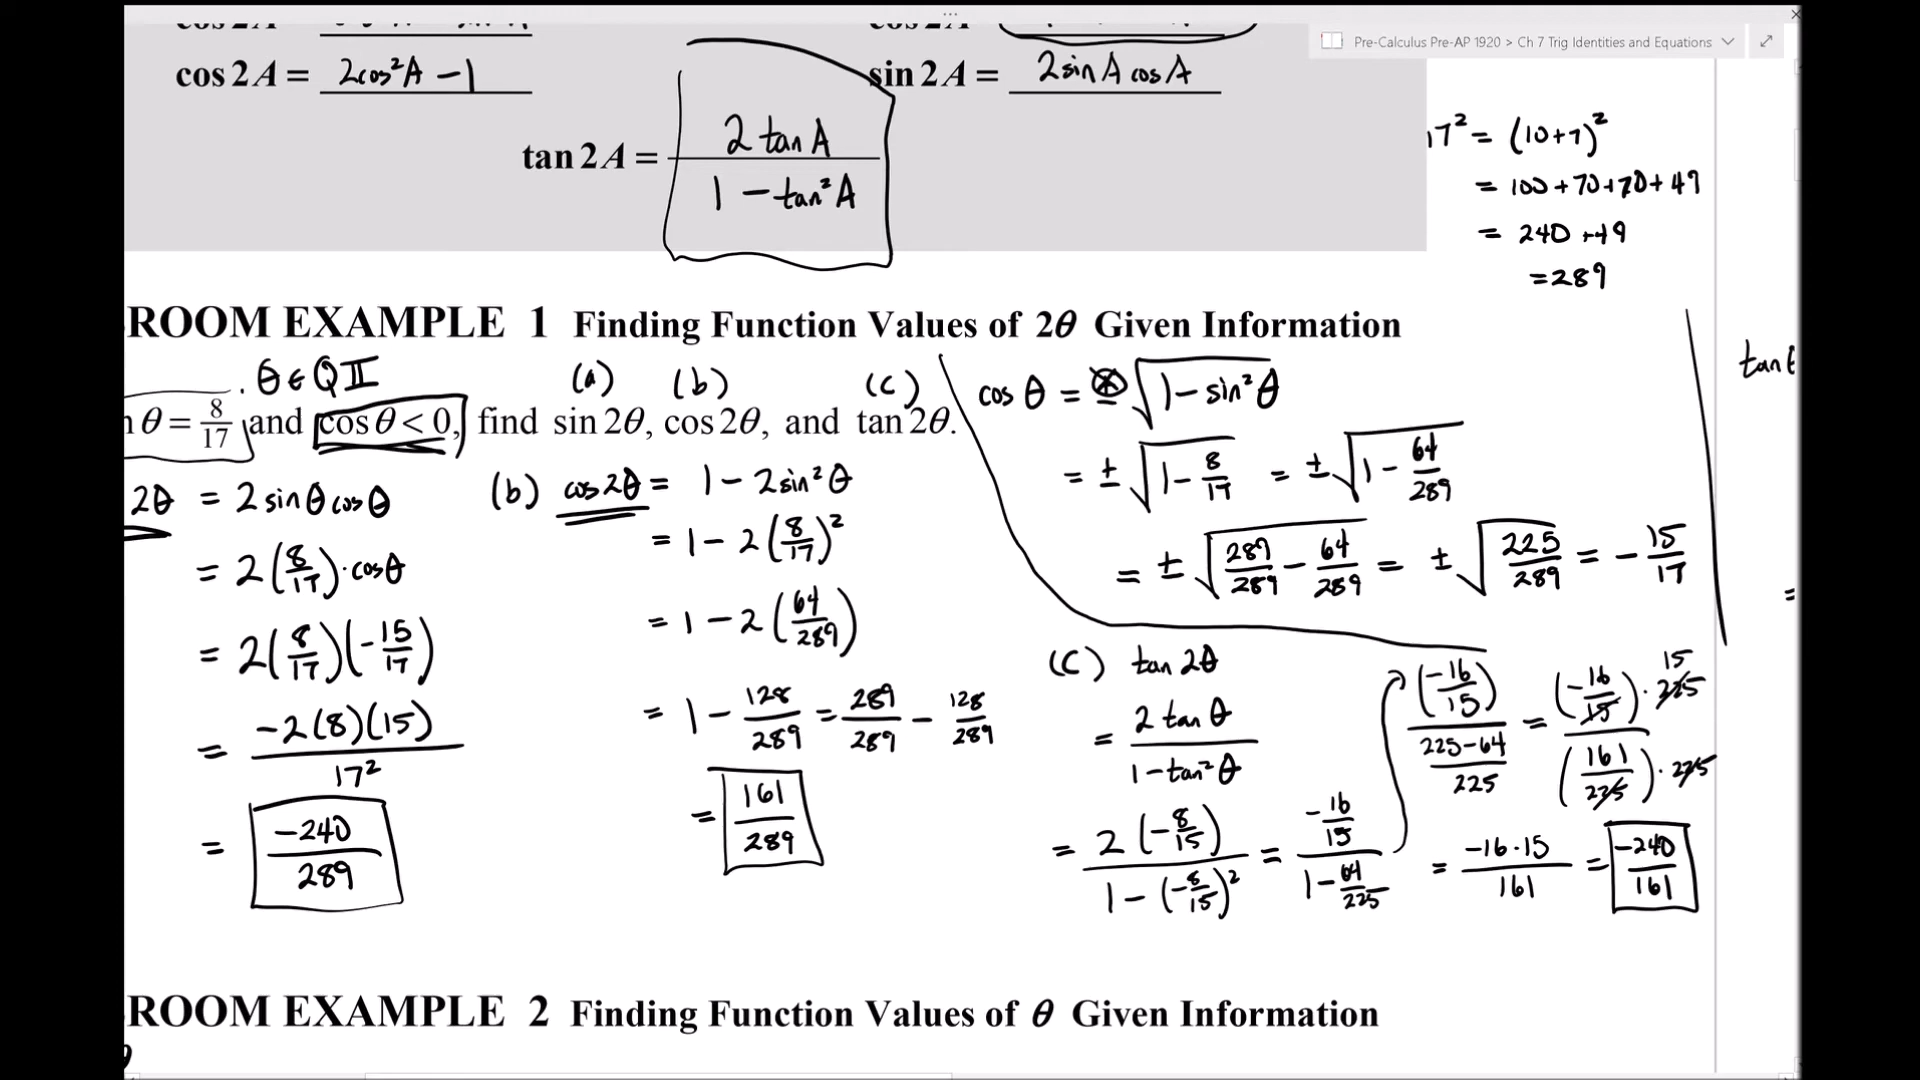 Pre-Calculus Pre-AP 1920 > Ch 7 Trig Identities and Equations
cos 2A = 2cos²A - 1
sin 2A = 2 sin A cos A
tan 2A = 2 tan A / 1 - tan²A
17² = (10+7)²
= 100 + 70 + 70 + 49
= 240 + 49
= 289
ROOM EXAMPLE 1 Finding Function Values of 2θ Given Information
θ ∈ Q II
(a) (b) (c)
n θ = 8/17 and cos θ < 0, find sin 2θ, cos 2θ, and tan 2θ.
2θ = 2 sin θ cos θ
= 2(8/17)·cos θ
= 2(8/17)(-15/17)
= -2(8)(15) / 17²
= -240/289
(b) cos 2θ = 1 - 2 sin²θ
= 1 - 2(8/17)²
= 1 - 2(64/289)
= 1 - 128/289 = 289/289 - 128/289
= 161/289
cos θ = ± √(1 - sin²θ)
= ± √(1 - 8/17) = ± √(1 - 64/289)
= ± √(289/289 - 64/289) = ± √(225/289) = - 15/17
tan θ
=
(C) tan 2θ
= 2 tan θ / 1 - tan²θ
= 2(-8/15) / 1 - (-8/15)² = -16/15 / 1 - 64/225
(-16/15) / 225-64/225 = (-16/15)·225 15 / (161/225)·225
= -16·15 / 161 = -240/161
ROOM EXAMPLE 2 Finding Function Values of θ Given Information